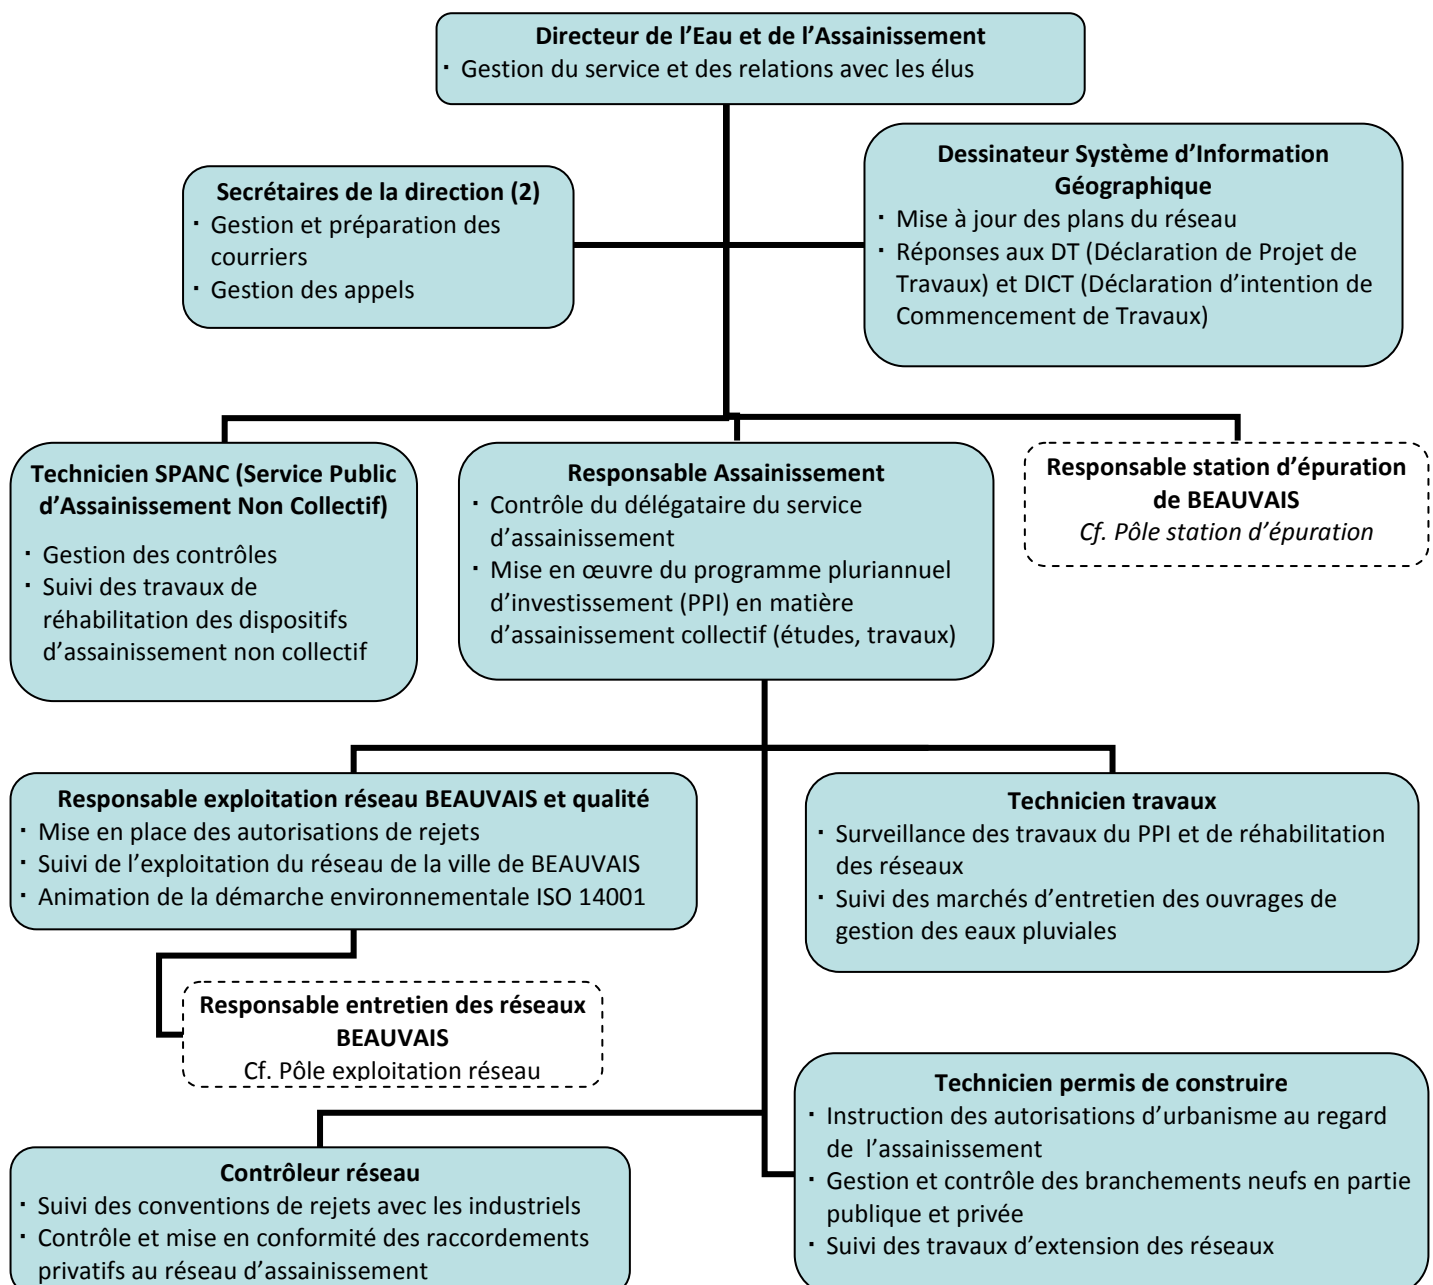 Directeur de l’Eau et de l’Assainissement
· Gestion du service et des relations avec les élus
Secrétaires de la direction (2)
· Gestion et préparation des
courriers
· Gestion des appels
Dessinateur Système d’Information
Géographique
· Mise à jour des plans du réseau
· Réponses aux DT (Déclaration de Projet de
Travaux) et DICT (Déclaration d’intention de
Commencement de Travaux)
Technicien SPANC (Service Public
d’Assainissement Non Collectif)
· Gestion des contrôles
· Suivi des travaux de
réhabilitation des dispositifs
d’assainissement non collectif
Responsable Assainissement
· Contrôle du délégataire du service
d’assainissement
· Mise en œuvre du programme pluriannuel
d’investissement (PPI) en matière
d’assainissement collectif (études, travaux)
Responsable station d’épuration
de BEAUVAIS
Cf. Pôle station d’épuration
Responsable exploitation réseau BEAUVAIS et qualité
· Mise en place des autorisations de rejets
· Suivi de l’exploitation du réseau de la ville de BEAUVAIS
· Animation de la démarche environnementale ISO 14001
Technicien travaux
· Surveillance des travaux du PPI et de réhabilitation
des réseaux
· Suivi des marchés d’entretien des ouvrages de
gestion des eaux pluviales
Responsable entretien des réseaux
BEAUVAIS
Cf. Pôle exploitation réseau
Technicien permis de construire
· Instruction des autorisations d’urbanisme au regard
de l’assainissement
· Gestion et contrôle des branchements neufs en partie
publique et privée
· Suivi des travaux d’extension des réseaux
Contrôleur réseau
· Suivi des conventions de rejets avec les industriels
· Contrôle et mise en conformité des raccordements
privatifs au réseau d’assainissement